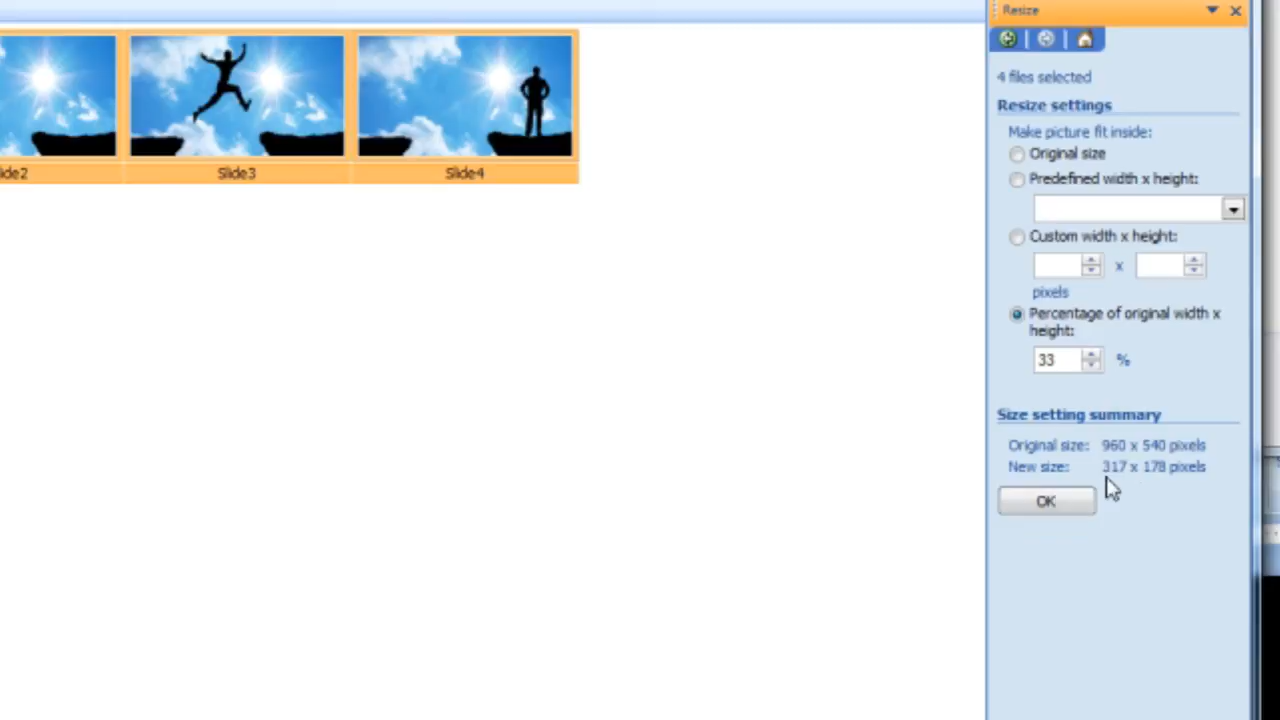 Resize
4 files selected
Resize settings
Make picture fit inside:
Original size
Predefined width x height:
Custom width x height:
x
pixels
Percentage of original width x
height:
33 %
Size setting summary
Original size: 960 x 540 pixels
New size: 317 x 178 pixels
OK
lide2 Slide3 Slide4